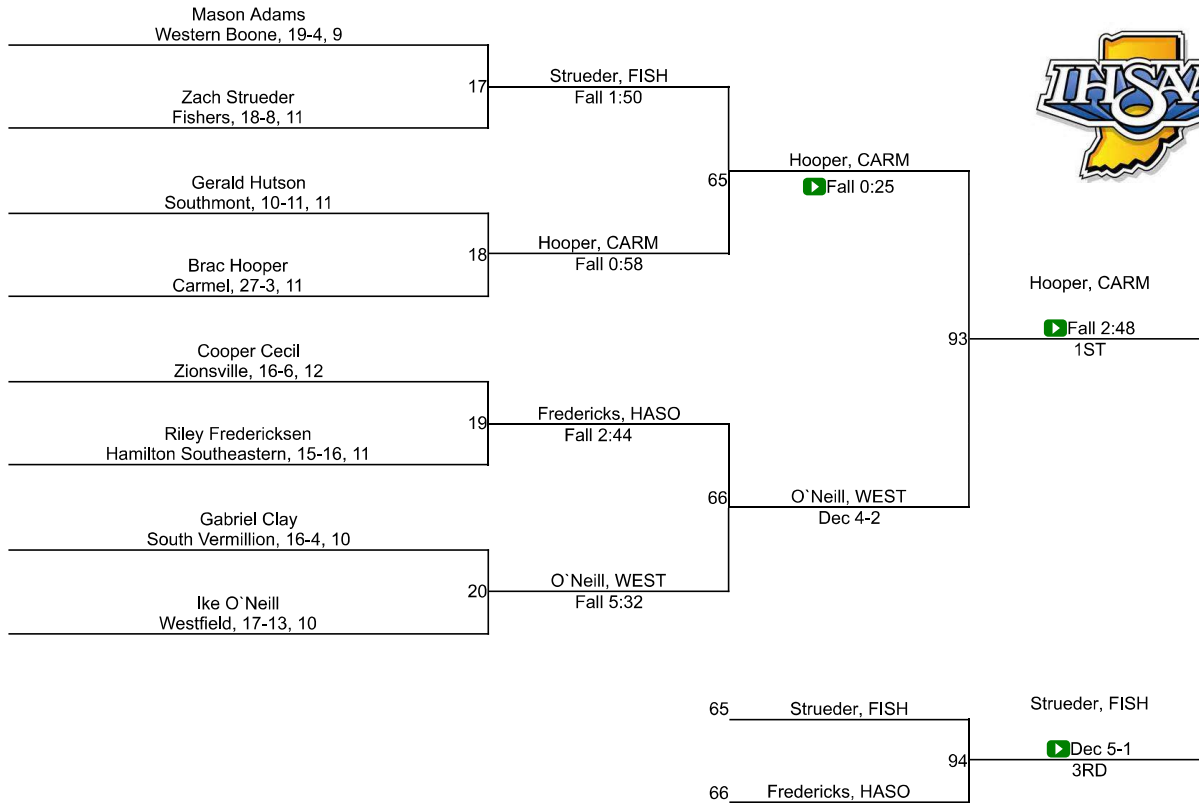 Mason Adams
Western Boone, 19-4, 9
17
Strueder, FISH
Fall 1:50
Zach Strueder
Fishers, 18-8, 11
IHSAA
65
Hooper, CARM
Fall 0:25
Gerald Hutson
Southmont, 10-11, 11
18
Hooper, CARM
Fall 0:58
Brac Hooper
Carmel, 27-3, 11
93
Hooper, CARM
Fall 2:48
1ST
Cooper Cecil
Zionsville, 16-6, 12
19
Fredericks, HASO
Fall 2:44
Riley Fredericksen
Hamilton Southeastern, 15-16, 11
66
O`Neill, WEST
Dec 4-2
Gabriel Clay
South Vermillion, 16-4, 10
20
O`Neill, WEST
Fall 5:32
Ike O`Neill
Westfield, 17-13, 10
65
Strueder, FISH
94
Strueder, FISH
Dec 5-1
3RD
66
Fredericks, HASO